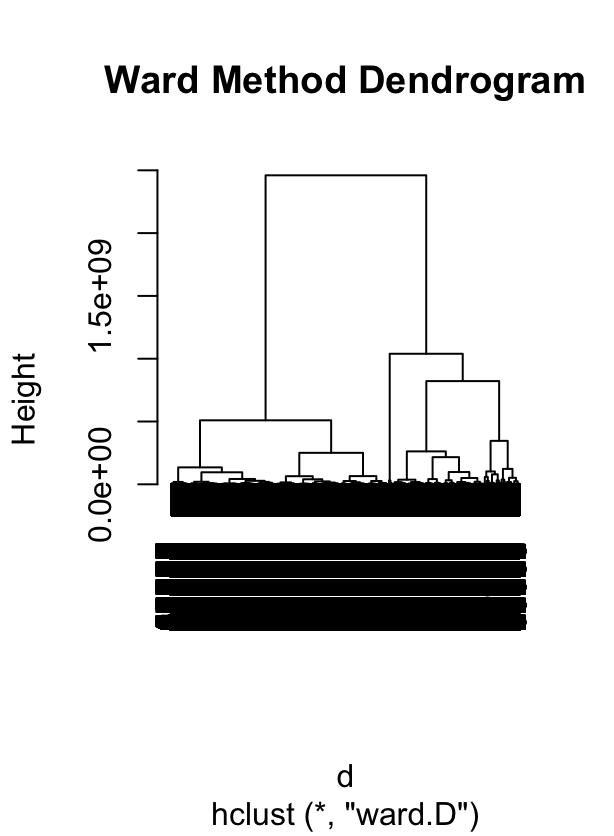 Ward Method Dendrogram
Height
0.0e+00
1.5e+09
d
hclust (*, "ward.D")